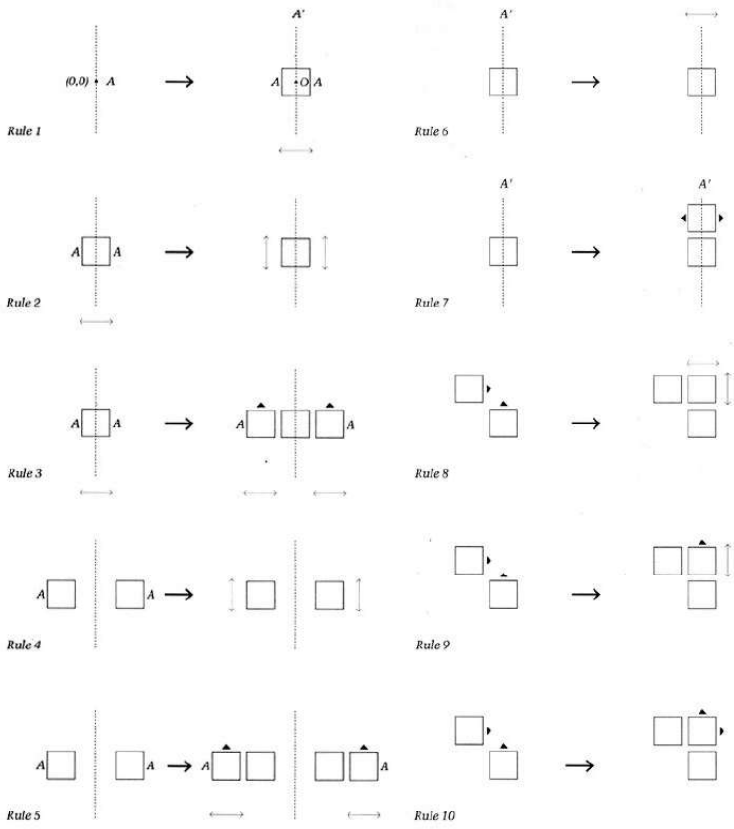 A'
(0,0) A
A O A
Rule 1
A A
Rule 2
A A
A A
Rule 3
A A
Rule 4
A A
A A
Rule 5
A'
Rule 6
A' A'
Rule 7
Rule 8
Rule 9
Rule 10